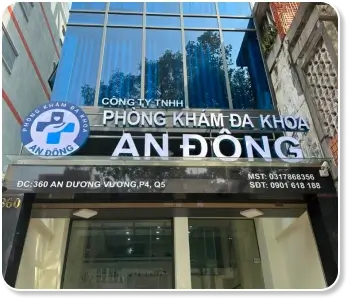 CÔNG TY TNHH
PHÒNG KHÁM ĐA KHOA
AN ĐÔNG
PHÒNG KHÁM ĐA KHOA
AN ĐÔNG
ĐC:360 AN DƯƠNG VƯƠNG,P4, Q5
MST: 0317868356
SĐT: 0901 618 188
360